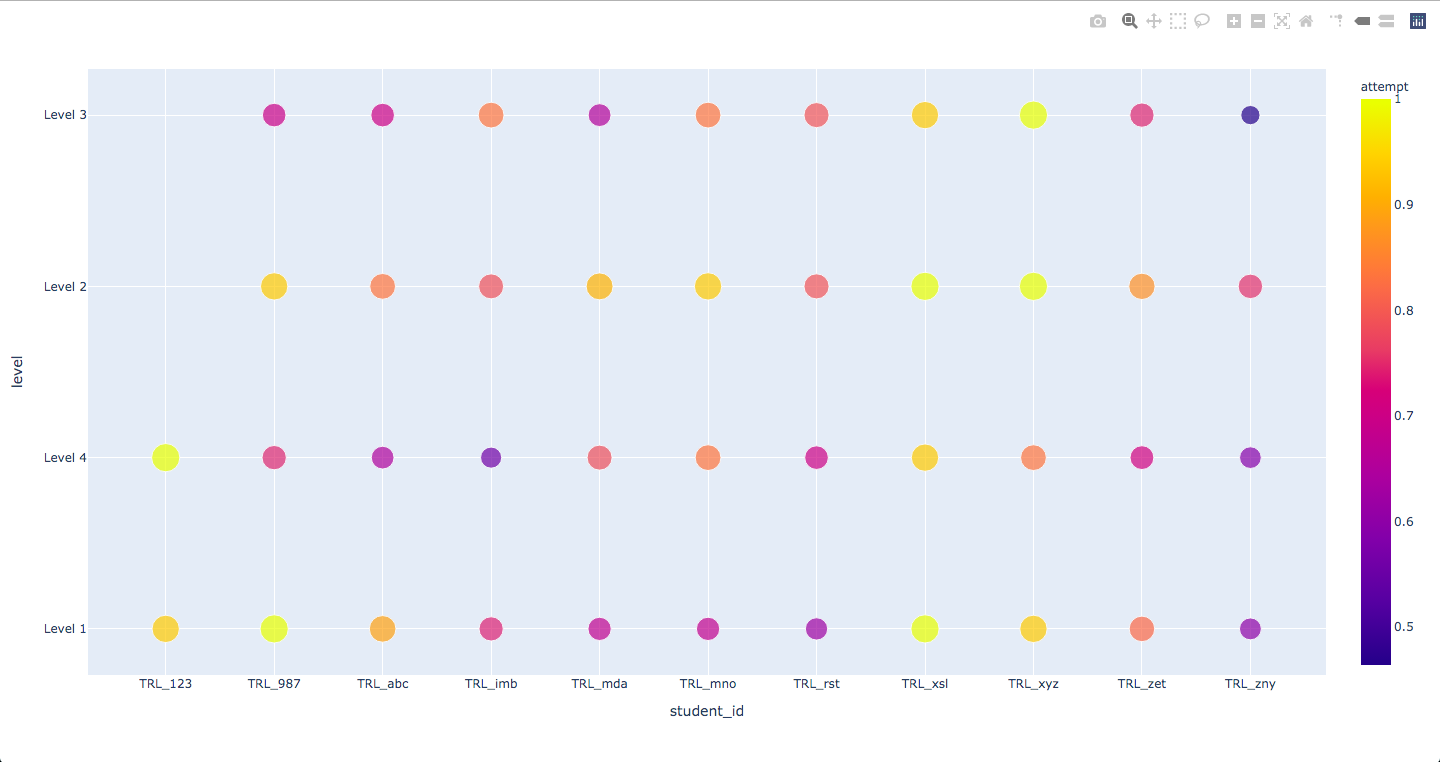 attempt
1
0.9
0.8
0.7
0.6
0.5
Level 3
Level 2
Level 4
Level 1
level
TRL_123 TRL_987 TRL_abc TRL_imb TRL_mda TRL_mno TRL_rst TRL_xsl TRL_xyz TRL_zet TRL_zny
student_id